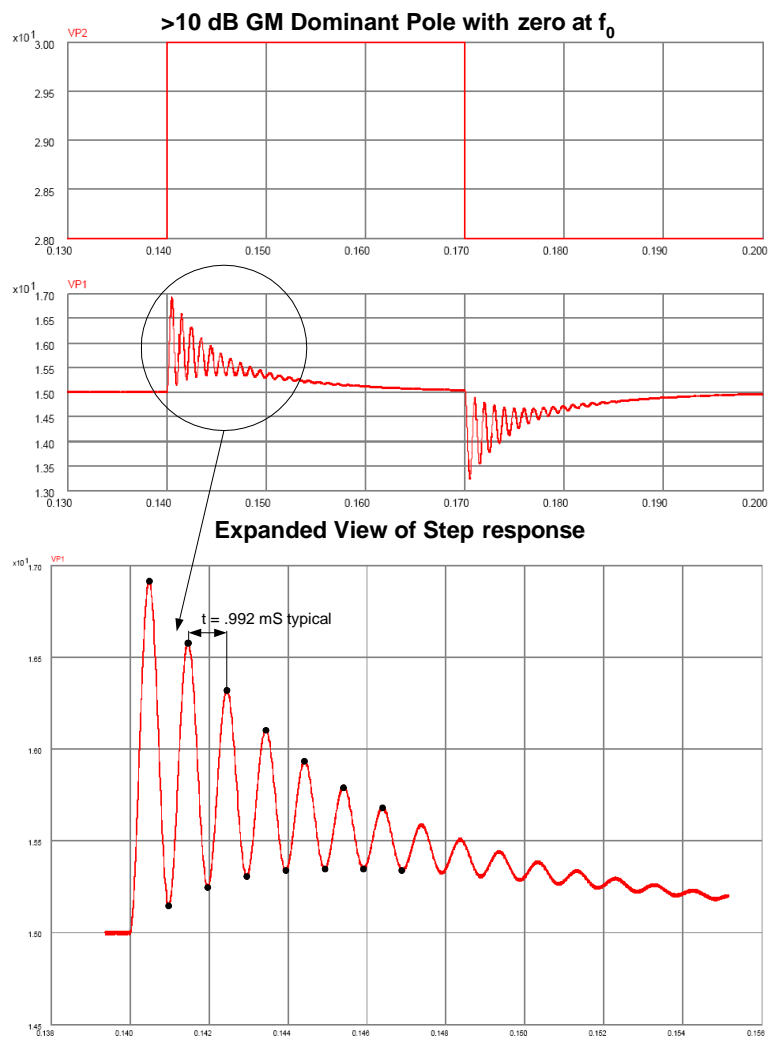 >10 dB GM Dominant Pole with zero at f0
x10^1 3.00 VP2
2.95
2.90
2.85
2.80
0.130 0.140 0.150 0.160 0.170 0.180 0.190 0.200
x10^1 1.70 VP1
1.65
1.60
1.55
1.50
1.45
1.40
1.35
1.30
0.130 0.140 0.150 0.160 0.170 0.180 0.190 0.200
Expanded View of Step response
x10^1 1.70 VP1
t = .992 mS typical
1.65
1.60
1.55
1.50
1.45
0.138 0.140 0.142 0.144 0.146 0.148 0.150 0.152 0.154 0.156